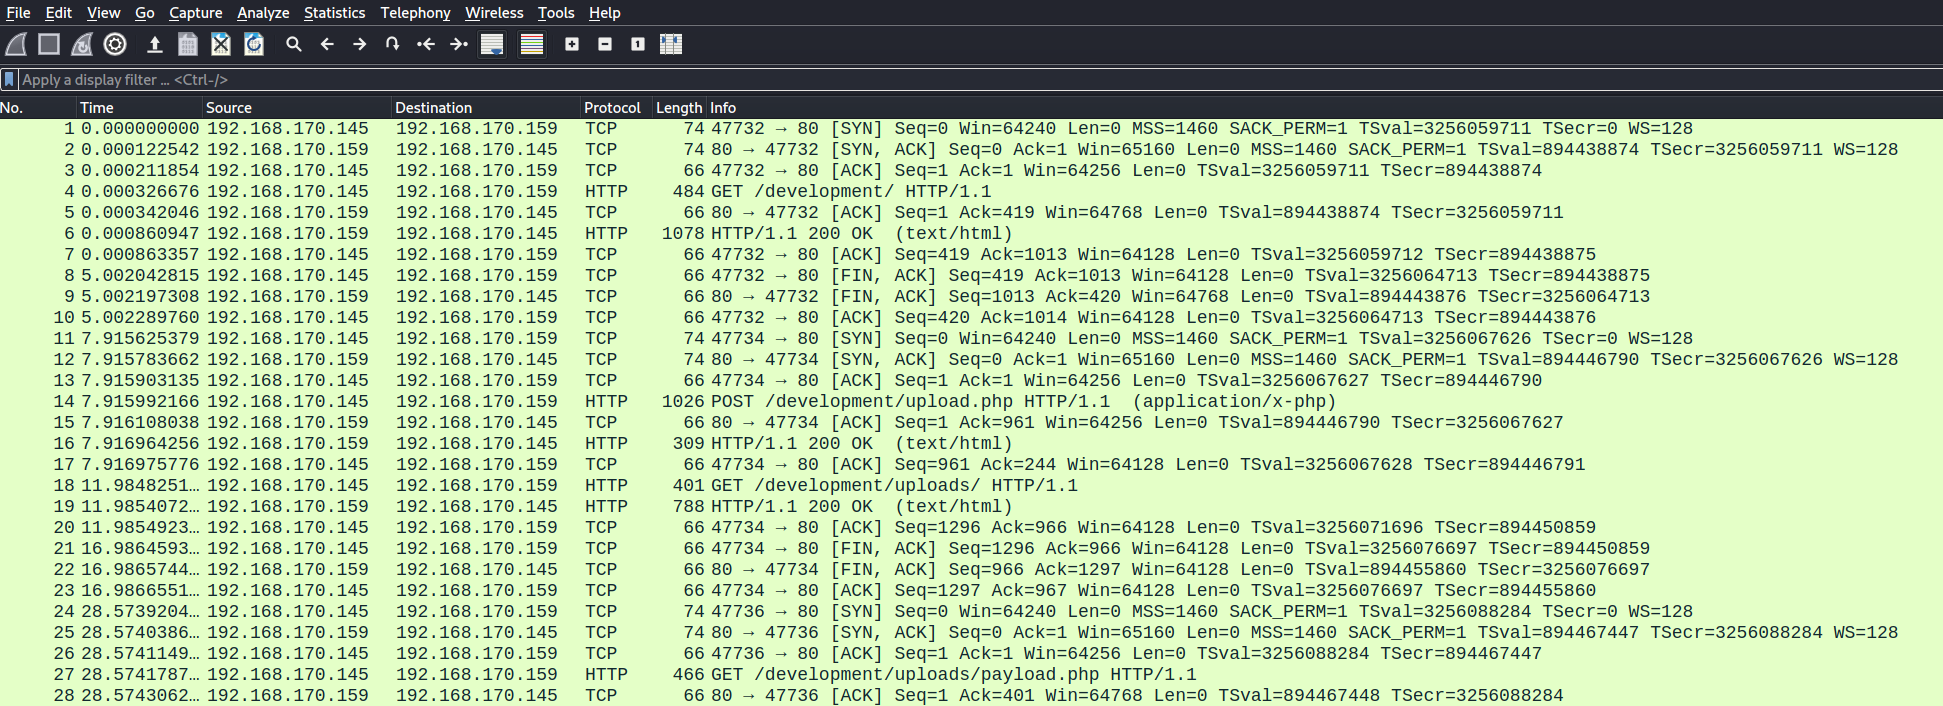 File Edit View Go Capture Analyze Statistics Telephony Wireless Tools Help
Apply a display filter ... <Ctrl-/>
No. Time Source Destination Protocol Length Info
1 0.000000000 192.168.170.145 192.168.170.159 TCP 74 47732 → 80 [SYN] Seq=0 Win=64240 Len=0 MSS=1460 SACK_PERM=1 TSval=3256059711 TSecr=0 WS=128
2 0.000122542 192.168.170.159 192.168.170.145 TCP 74 80 → 47732 [SYN, ACK] Seq=0 Ack=1 Win=65160 Len=0 MSS=1460 SACK_PERM=1 TSval=894438874 TSecr=3256059711 WS=128
3 0.000211854 192.168.170.145 192.168.170.159 TCP 66 47732 → 80 [ACK] Seq=1 Ack=1 Win=64256 Len=0 TSval=3256059711 TSecr=894438874
4 0.000326676 192.168.170.145 192.168.170.159 HTTP 484 GET /development/ HTTP/1.1
5 0.000342046 192.168.170.159 192.168.170.145 TCP 66 80 → 47732 [ACK] Seq=1 Ack=419 Win=64768 Len=0 TSval=894438874 TSecr=3256059711
6 0.000860947 192.168.170.159 192.168.170.145 HTTP 1078 HTTP/1.1 200 OK (text/html)
7 0.000863357 192.168.170.145 192.168.170.159 TCP 66 47732 → 80 [ACK] Seq=419 Ack=1013 Win=64128 Len=0 TSval=3256059712 TSecr=894438875
8 5.002042815 192.168.170.145 192.168.170.159 TCP 66 47732 → 80 [FIN, ACK] Seq=419 Ack=1013 Win=64128 Len=0 TSval=3256064713 TSecr=894438875
9 5.002197308 192.168.170.159 192.168.170.145 TCP 66 80 → 47732 [FIN, ACK] Seq=1013 Ack=420 Win=64768 Len=0 TSval=894443876 TSecr=3256064713
10 5.002289760 192.168.170.145 192.168.170.159 TCP 66 47732 → 80 [ACK] Seq=420 Ack=1014 Win=64128 Len=0 TSval=3256064713 TSecr=894443876
11 7.915625379 192.168.170.145 192.168.170.159 TCP 74 47734 → 80 [SYN] Seq=0 Win=64240 Len=0 MSS=1460 SACK_PERM=1 TSval=3256067626 TSecr=0 WS=128
12 7.915783662 192.168.170.159 192.168.170.145 TCP 74 80 → 47734 [SYN, ACK] Seq=0 Ack=1 Win=65160 Len=0 MSS=1460 SACK_PERM=1 TSval=894446790 TSecr=3256067626 WS=128
13 7.915903135 192.168.170.145 192.168.170.159 TCP 66 47734 → 80 [ACK] Seq=1 Ack=1 Win=64256 Len=0 TSval=3256067627 TSecr=894446790
14 7.915992166 192.168.170.145 192.168.170.159 HTTP 1026 POST /development/upload.php HTTP/1.1 (application/x-php)
15 7.916108038 192.168.170.159 192.168.170.145 TCP 66 80 → 47734 [ACK] Seq=1 Ack=961 Win=64256 Len=0 TSval=894446790 TSecr=3256067627
16 7.916964256 192.168.170.159 192.168.170.145 HTTP 309 HTTP/1.1 200 OK (text/html)
17 7.916975776 192.168.170.145 192.168.170.159 TCP 66 47734 → 80 [ACK] Seq=961 Ack=244 Win=64128 Len=0 TSval=3256067628 TSecr=894446791
18 11.9848251… 192.168.170.145 192.168.170.159 HTTP 401 GET /development/uploads/ HTTP/1.1
19 11.9854072… 192.168.170.159 192.168.170.145 HTTP 788 HTTP/1.1 200 OK (text/html)
20 11.9854923… 192.168.170.145 192.168.170.159 TCP 66 47734 → 80 [ACK] Seq=1296 Ack=966 Win=64128 Len=0 TSval=3256071696 TSecr=894450859
21 16.9864593… 192.168.170.145 192.168.170.159 TCP 66 47734 → 80 [FIN, ACK] Seq=1296 Ack=966 Win=64128 Len=0 TSval=3256076697 TSecr=894450859
22 16.9865744… 192.168.170.159 192.168.170.145 TCP 66 80 → 47734 [FIN, ACK] Seq=966 Ack=1297 Win=64128 Len=0 TSval=894455860 TSecr=3256076697
23 16.9866551… 192.168.170.145 192.168.170.159 TCP 66 47734 → 80 [ACK] Seq=1297 Ack=967 Win=64128 Len=0 TSval=3256076697 TSecr=894455860
24 28.5739204… 192.168.170.145 192.168.170.159 TCP 74 47736 → 80 [SYN] Seq=0 Win=64240 Len=0 MSS=1460 SACK_PERM=1 TSval=3256088284 TSecr=0 WS=128
25 28.5740386… 192.168.170.159 192.168.170.145 TCP 74 80 → 47736 [SYN, ACK] Seq=0 Ack=1 Win=65160 Len=0 MSS=1460 SACK_PERM=1 TSval=894467447 TSecr=3256088284 WS=128
26 28.5741149… 192.168.170.145 192.168.170.159 TCP 66 47736 → 80 [ACK] Seq=1 Ack=1 Win=64256 Len=0 TSval=3256088284 TSecr=894467447
27 28.5741787… 192.168.170.145 192.168.170.159 HTTP 466 GET /development/uploads/payload.php HTTP/1.1
28 28.5743062… 192.168.170.159 192.168.170.145 TCP 66 80 → 47736 [ACK] Seq=1 Ack=401 Win=64768 Len=0 TSval=894467448 TSecr=3256088284